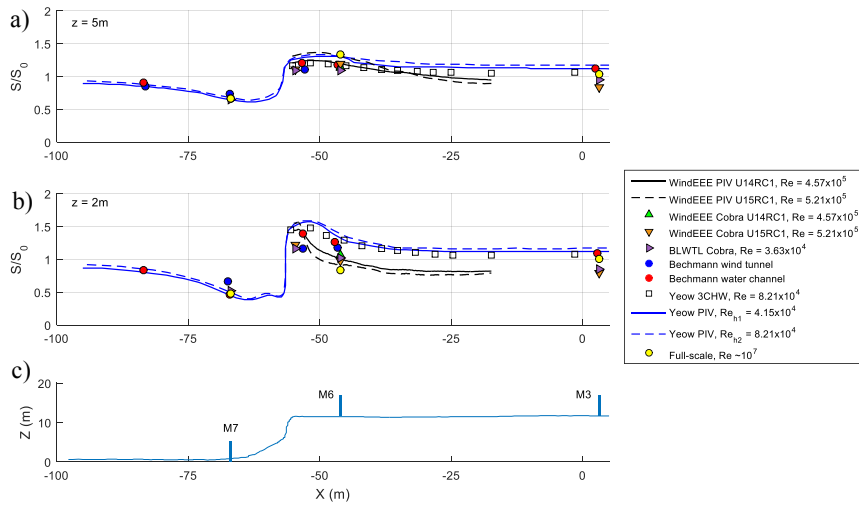 a)
z = 5m
S/S0
2
1.5
1
0.5
0
-100 -75 -50 -25 0
b)
z = 2m
S/S0
2
1.5
1
0.5
0
-100 -75 -50 -25 0
c)
Z (m)
20
10
0
M7
M6
M3
-100 -75 -50 -25 0
X (m)
WindEEE PIV U14RC1, Re = 4.57x10^5
WindEEE PIV U15RC1, Re = 5.21x10^5
WindEEE Cobra U14RC1, Re = 4.57x10^5
WindEEE Cobra U15RC1, Re = 5.21x10^5
BLWTL Cobra, Re = 3.63x10^4
Bechmann wind tunnel
Bechmann water channel
Yeow 3CHW, Re = 8.21x10^4
Yeow PIV, Re_h1 = 4.15x10^4
Yeow PIV, Re_h2 = 8.21x10^4
Full-scale, Re ~10^7